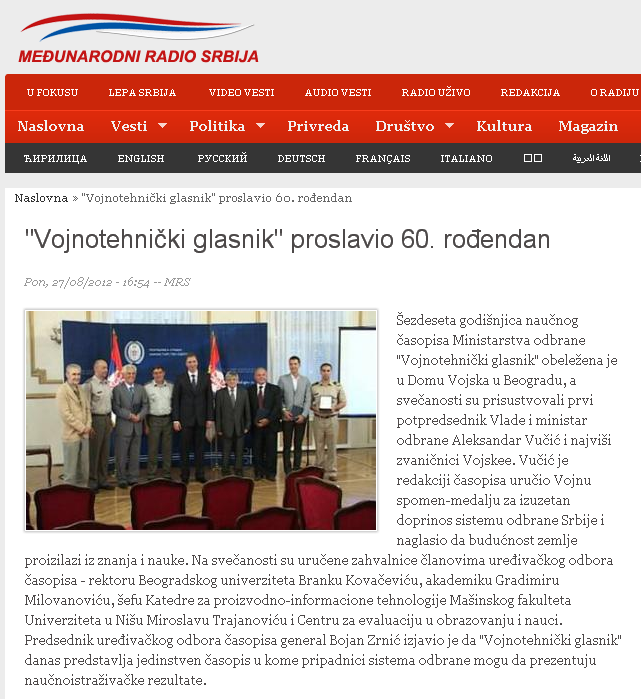 MEĐUNARODNI RADIO SRBIJA
U FOKUSU LEPA SRBIJA VIDEO VESTI AUDIO VESTI RADIO UŽIVO REDAKCIJA O RADIJU
Naslovna Vesti Politika Privreda Društvo Kultura Magazin
ЋИРИЛИЦА ENGLISH РУССКИЙ DEUTSCH FRANÇAIS ITALIANO
Naslovna » "Vojnotehnički glasnik" proslavio 60. rođendan
"Vojnotehnički glasnik" proslavio 60. rođendan
Pon, 27/08/2012 - 16:54 -- MRS
Šezdeseta godišnjica naučnog
časopisa Ministarstva odbrane
"Vojnotehnički glasnik" obeležena je
u Domu Vojska u Beogradu, a
svečanosti su prisustvovali prvi
potpredsednik Vlade i ministar
odbrane Aleksandar Vučić i najviši
zvaničnici Vojskee. Vučić je
redakciji časopisa uručio Vojnu
spomen-medalju za izuzetan
doprinos sistemu odbrane Srbije i
naglasio da budućnost zemlje
proizilazi iz znanja i nauke. Na svečanosti su uručene zahvalnice članovima uređivačkog odbora
časopisa - rektoru Beogradskog univerziteta Branku Kovačeviću, akademiku Gradimiru
Milovanoviću, šefu Katedre za proizvodno-informacione tehnologije Mašinskog fakulteta
Univerziteta u Nišu Miroslavu Trajanoviću i Centru za evaluaciju u obrazovanju i nauci.
Predsednik uređivačkog odbora časopisa general Bojan Zrnić izjavio je da "Vojnotehnički glasnik"
danas predstavlja jedinstven časopis u kome pripadnici sistema odbrane mogu da prezentuju
naučnoistraživačke rezultate.